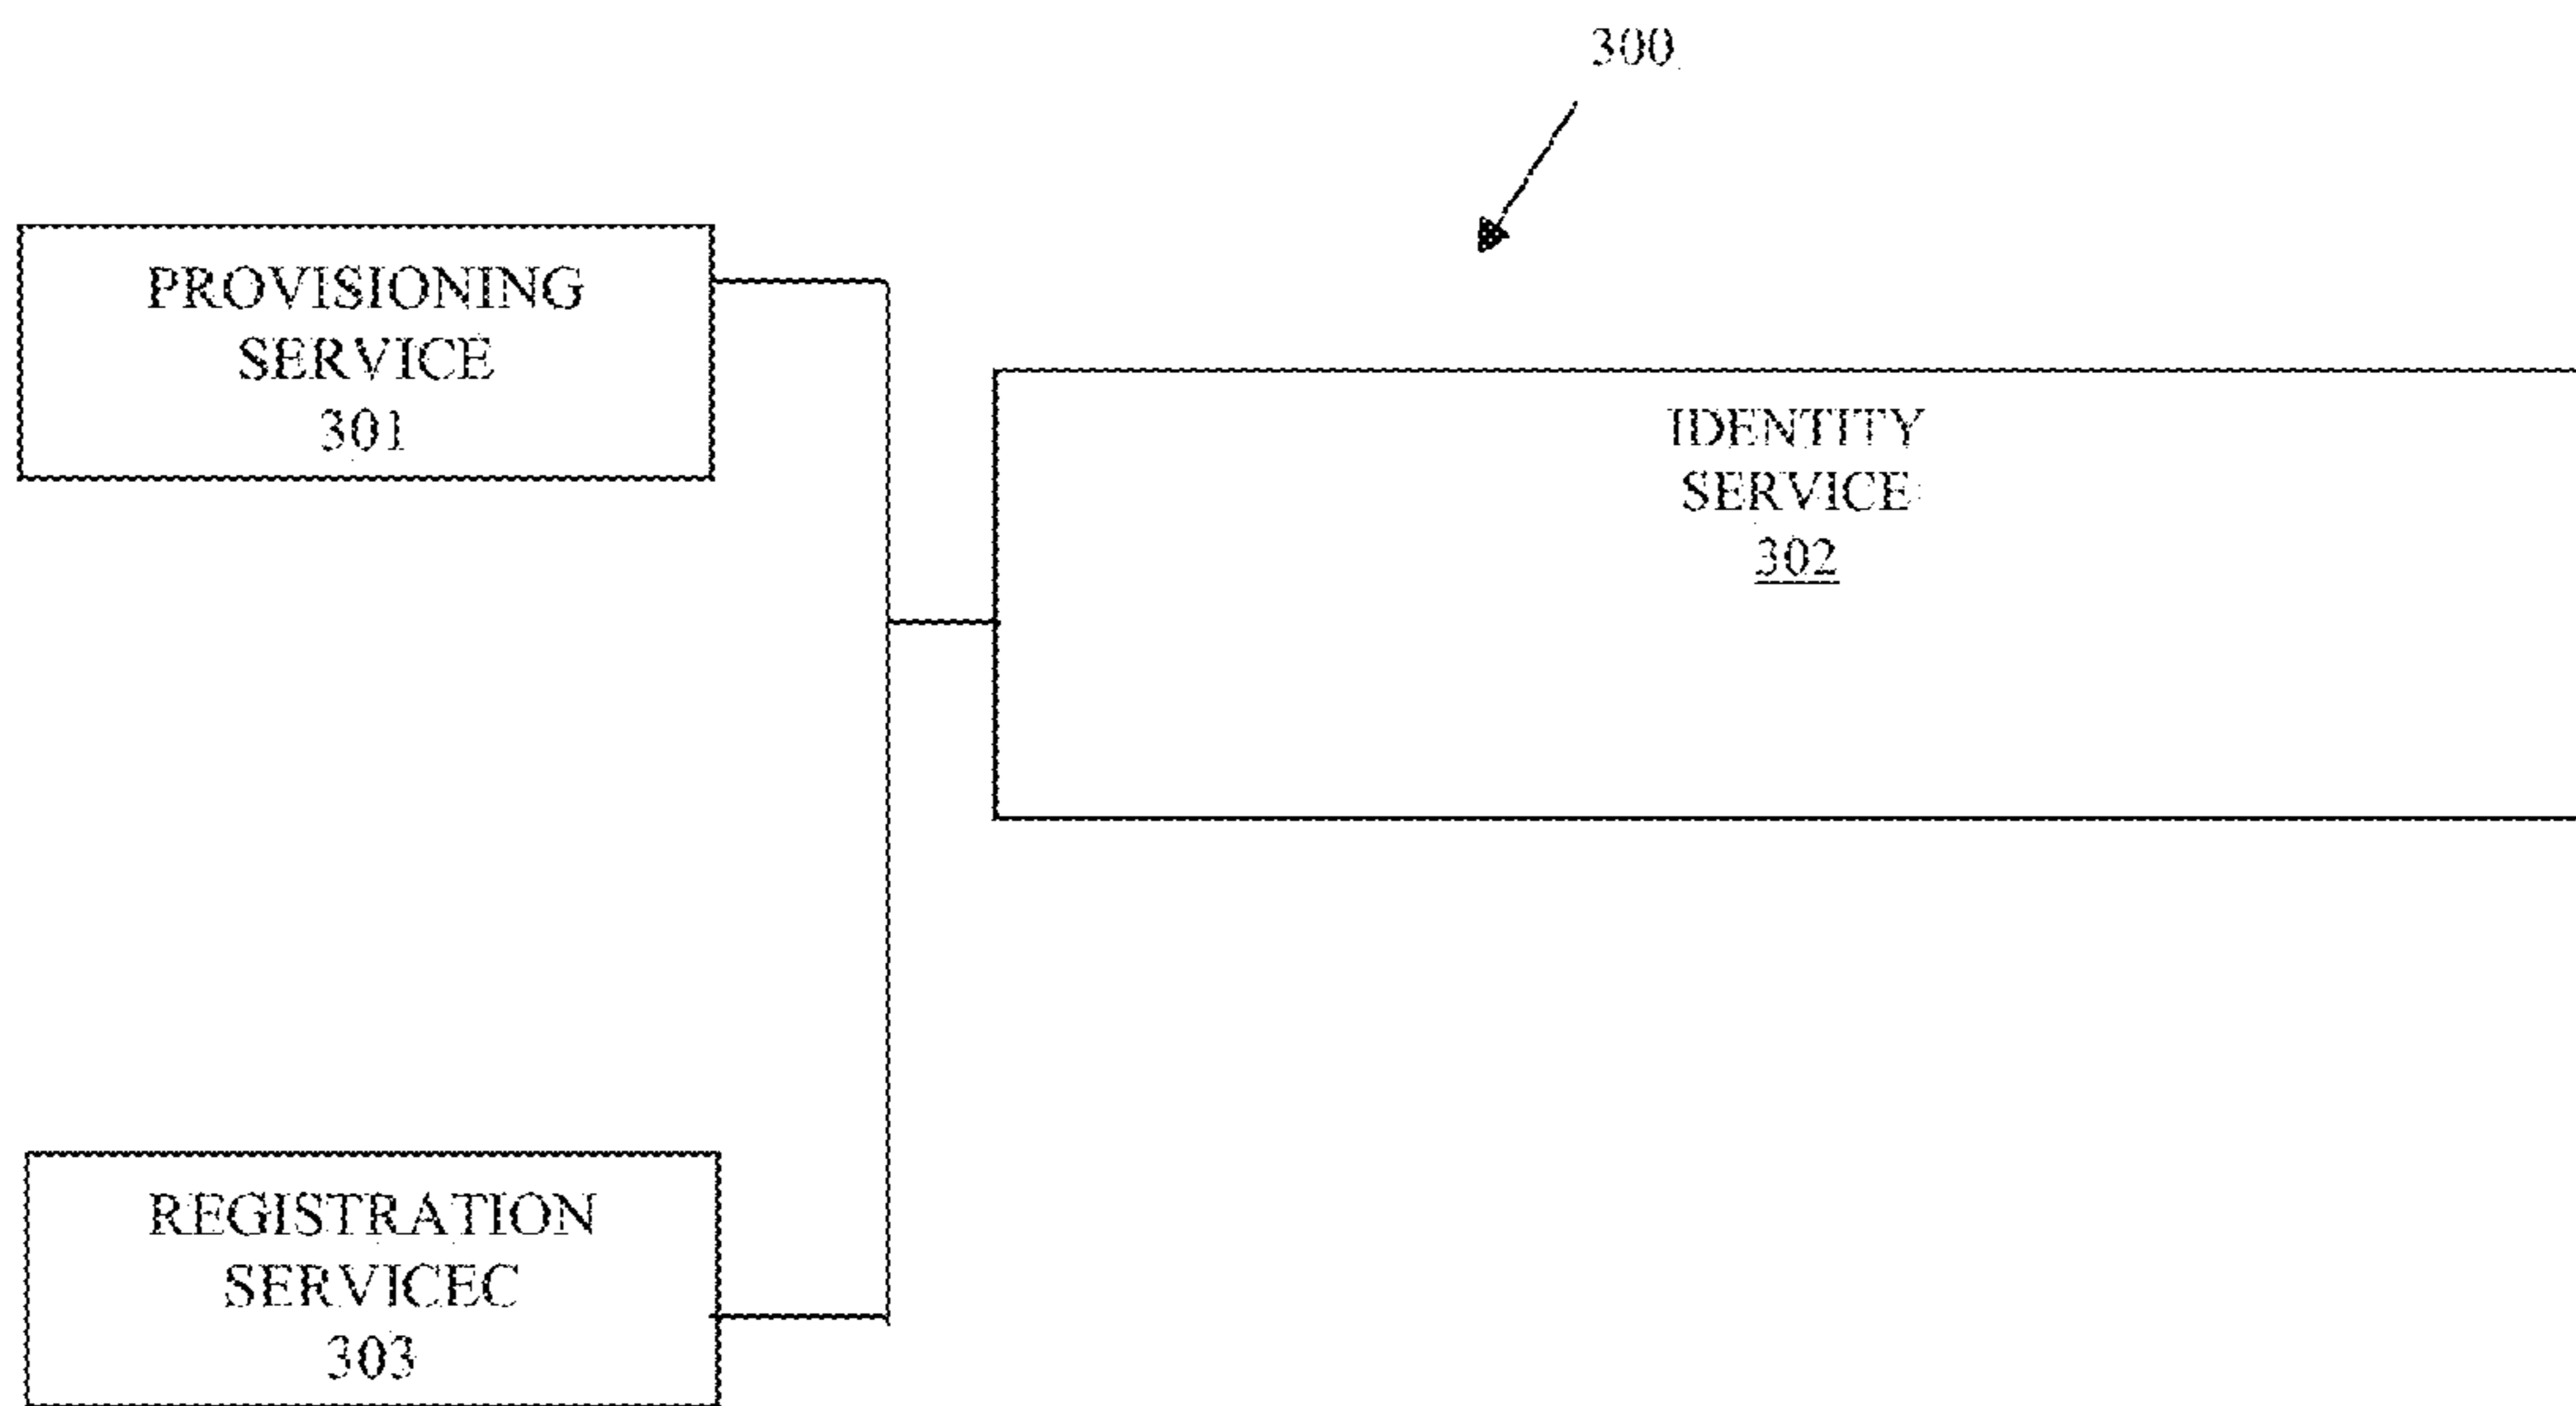 300
PROVISIONING
SERVICE
301
IDENTITY
SERVICE
302
REGISTRATION
SERVICEC
303